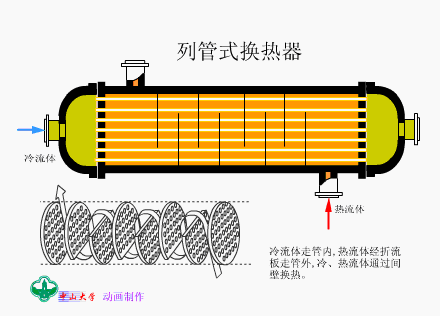 列管式换热器
冷流体
热流体
冷流体走管内,热流体经折流
板走管外,冷、热流体通过间
壁换热。
中山大学 动画制作